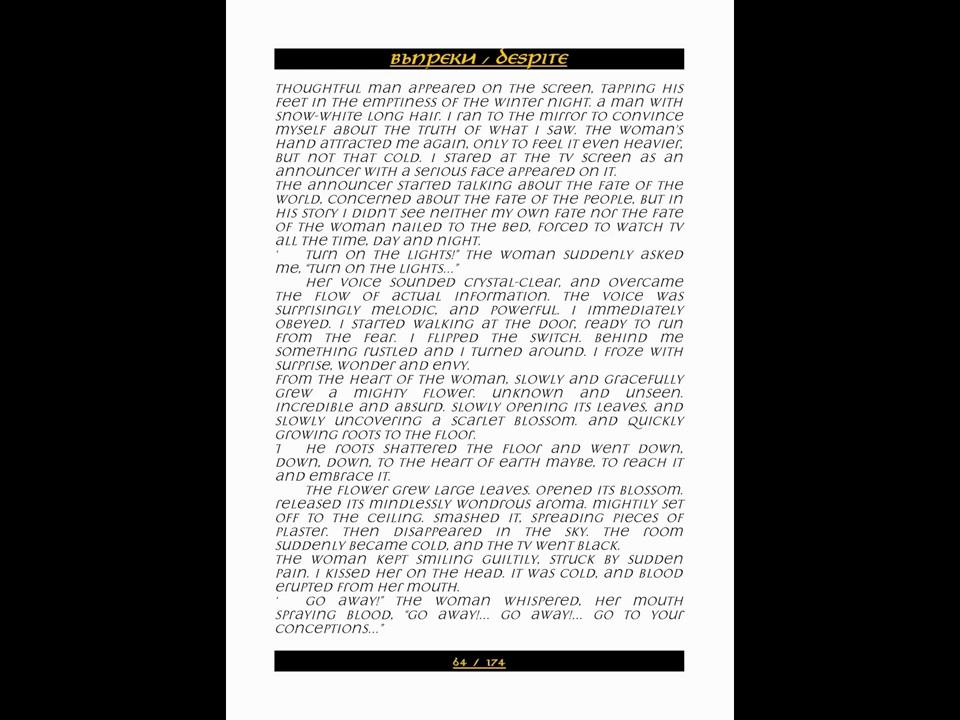 Въпреки / Despite
Thoughtful man appeared on the screen, tapping his
feet in the emptiness of the winter night. A man with
snow-white long hair. I ran to the mirror to convince
myself about the truth of what I saw. The woman's
hand attracted me again, only to feel it even heavier,
but not that cold. I stared at the TV screen as an
announcer with a serious face appeared on it.
The announcer started talking about the fate of the
world, concerned about the fate of the people, but in
his story I didn't see neither my own fate nor the fate
of the woman nailed to the bed, forced to watch TV
all the time, day and night.
‘ Turn on the lights!” The woman suddenly asked
me, “Turn on the lights...”
Her voice sounded crystal-clear, and overcame
the flow of actual information. The voice was
surprisingly melodic, and powerful. I immediately
obeyed. I started walking at the door, ready to run
from the fear. I flipped the switch. Behind me
something rustled and I turned around. I froze with
surprise, wonder and envy.
From the heart of the woman, slowly and gracefully
grew a mighty flower. Unknown and unseen.
Incredible and absurd. Slowly opening its leaves, and
slowly uncovering a scarlet blossom. And quickly
growing roots to the floor.
T he roots shattered the floor and went down,
down, down, to the heart of Earth maybe, to reach it
and embrace it.
The flower grew large leaves. Opened its blossom.
Released its mindlessly wondrous aroma. Mightily set
off to the ceiling. Smashed it, spreading pieces of
plaster. Then disappeared in the sky. The room
suddenly became cold, and the TV went black.
The woman kept smiling guiltily, struck by sudden
pain. I kissed her on the head. It was cold, and blood
erupted from her mouth.
‘ Go away!” The woman whispered, her mouth
spraying blood, “Go away!... Go away!... Go to your
conceptions...”
64 / 174